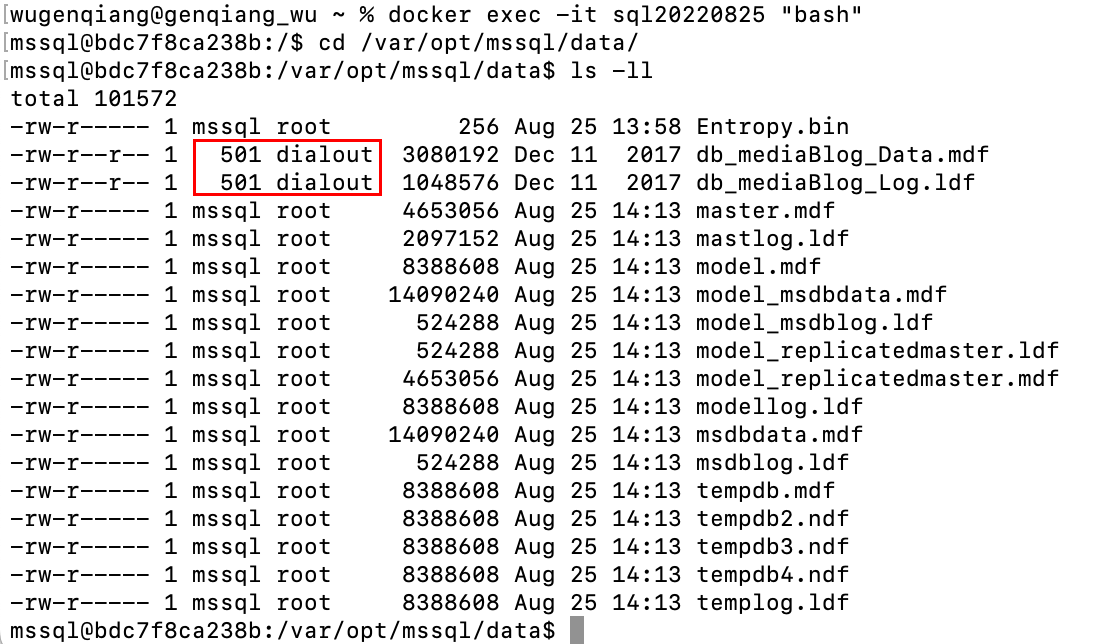 [wugenqiang@genqiang_wu ~ % docker exec -it sql20220825 "bash"
[mssql@bdc7f8ca238b:/$ cd /var/opt/mssql/data/
[mssql@bdc7f8ca238b:/var/opt/mssql/data$ ls -ll
total 101572
-rw-r----- 1 mssql root         256 Aug 25 13:58 Entropy.bin
-rw-r--r-- 1   501 dialout  3080192 Dec 11  2017 db_mediaBlog_Data.mdf
-rw-r--r-- 1   501 dialout  1048576 Dec 11  2017 db_mediaBlog_Log.ldf
-rw-r----- 1 mssql root     4653056 Aug 25 14:13 master.mdf
-rw-r----- 1 mssql root     2097152 Aug 25 14:13 mastlog.ldf
-rw-r----- 1 mssql root     8388608 Aug 25 14:13 model.mdf
-rw-r----- 1 mssql root    14090240 Aug 25 14:13 model_msdbdata.mdf
-rw-r----- 1 mssql root      524288 Aug 25 14:13 model_msdblog.ldf
-rw-r----- 1 mssql root      524288 Aug 25 14:13 model_replicatedmaster.ldf
-rw-r----- 1 mssql root     4653056 Aug 25 14:13 model_replicatedmaster.mdf
-rw-r----- 1 mssql root     8388608 Aug 25 14:13 modellog.ldf
-rw-r----- 1 mssql root    14090240 Aug 25 14:13 msdbdata.mdf
-rw-r----- 1 mssql root      524288 Aug 25 14:13 msdblog.ldf
-rw-r----- 1 mssql root     8388608 Aug 25 14:13 tempdb.mdf
-rw-r----- 1 mssql root     8388608 Aug 25 14:13 tempdb2.ndf
-rw-r----- 1 mssql root     8388608 Aug 25 14:13 tempdb3.ndf
-rw-r----- 1 mssql root     8388608 Aug 25 14:13 tempdb4.ndf
-rw-r----- 1 mssql root     8388608 Aug 25 14:13 templog.ldf
mssql@bdc7f8ca238b:/var/opt/mssql/data$